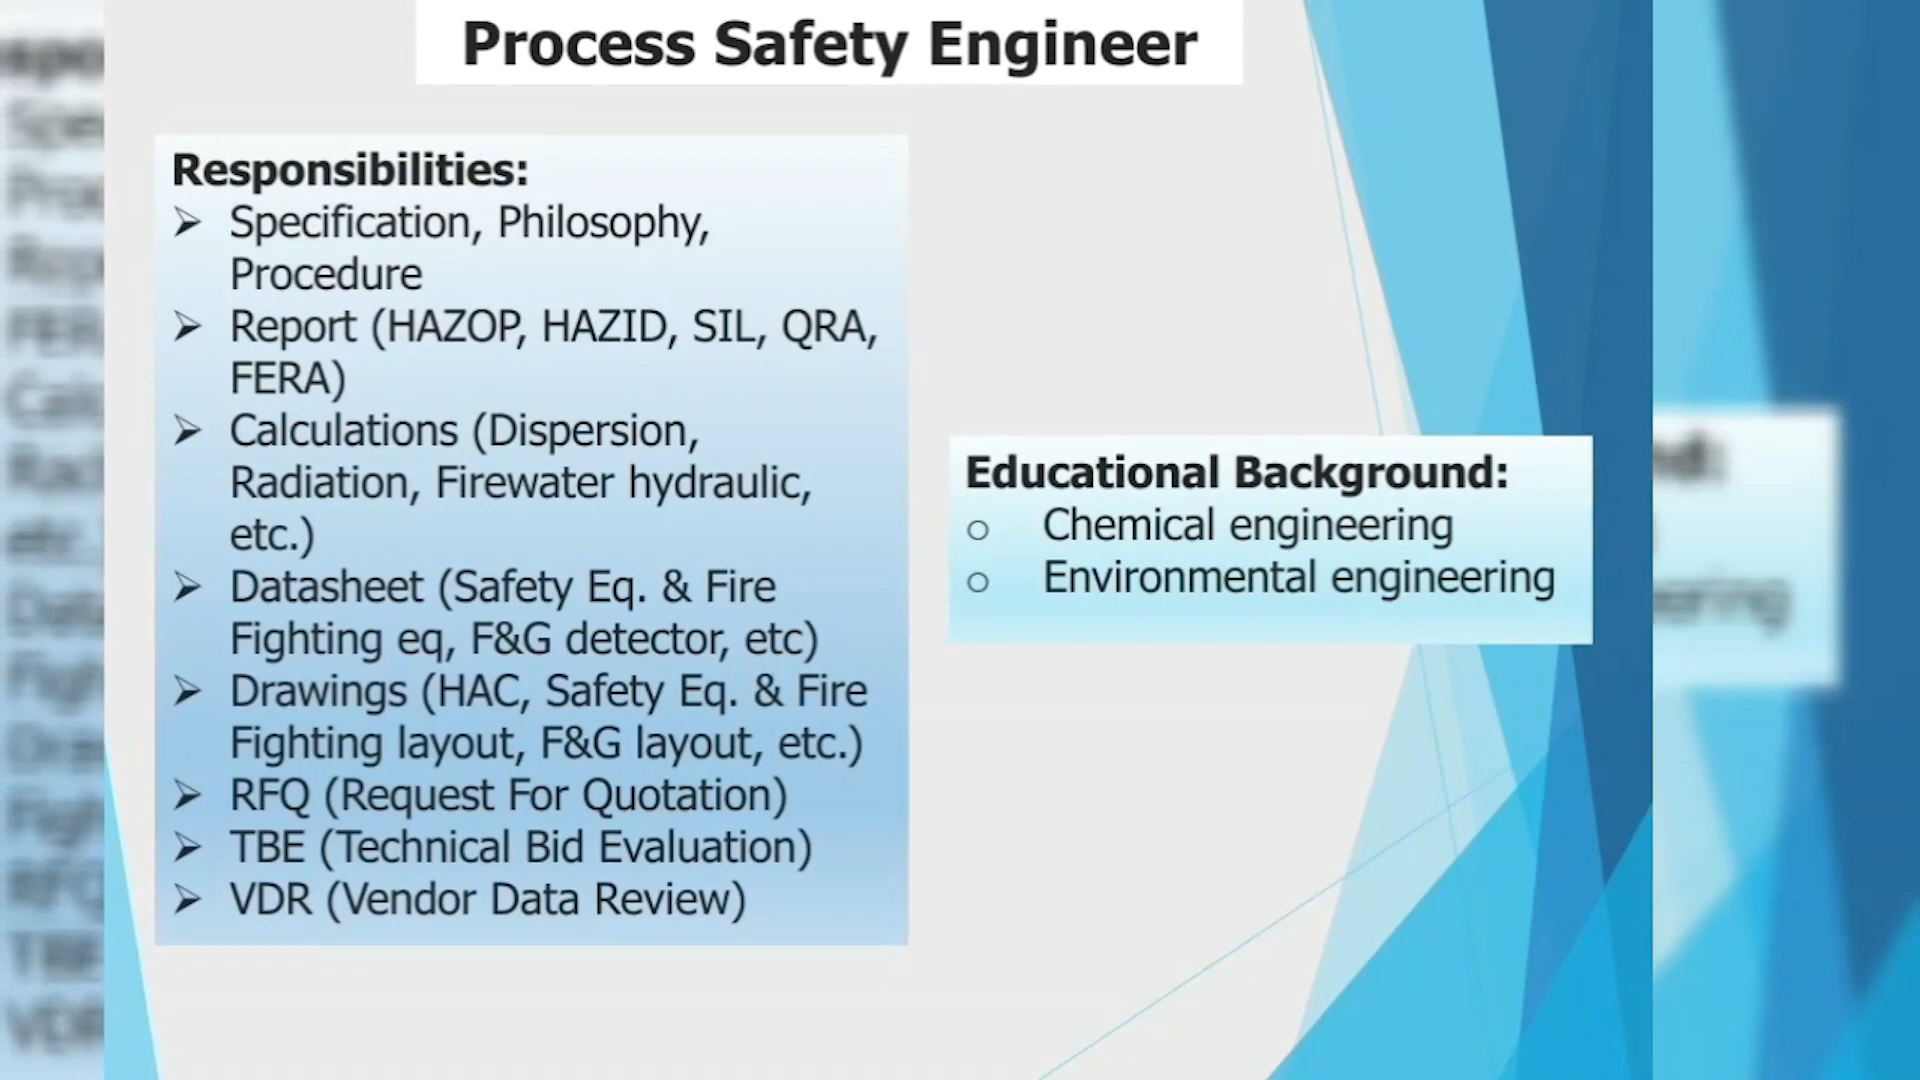 Process Safety Engineer
Responsibilities:
➢ Specification, Philosophy,
Procedure
➢ Report (HAZOP, HAZID, SIL, QRA,
FERA)
➢ Calculations (Dispersion,
Radiation, Firewater hydraulic,
etc.)
➢ Datasheet (Safety Eq. & Fire
Fighting eq, F&G detector, etc)
➢ Drawings (HAC, Safety Eq. & Fire
Fighting layout, F&G layout, etc.)
➢ RFQ (Request For Quotation)
➢ TBE (Technical Bid Evaluation)
➢ VDR (Vendor Data Review)
Educational Background:
o Chemical engineering
o Environmental engineering